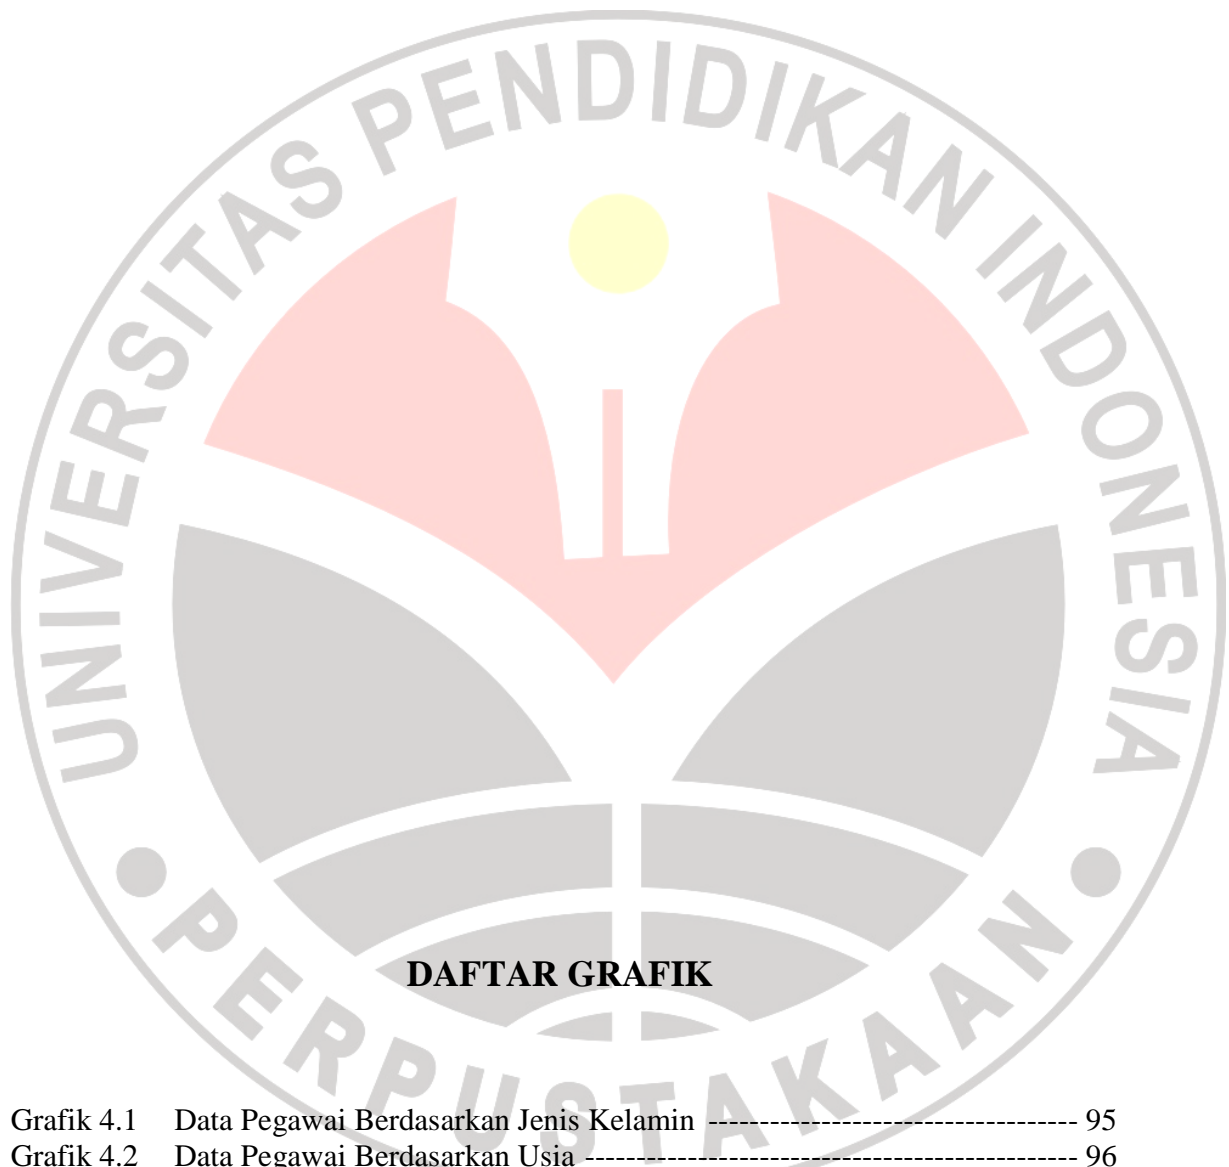 UNIVERSITAS PENDIDIKAN INDONESIA
PERPUSTAKAAN
DAFTAR GRAFIK
Grafik 4.1 Data Pegawai Berdasarkan Jenis Kelamin ------------------------------------- 95
Grafik 4.2 Data Pegawai Berdasarkan Usia -------------------------------------------------- 96